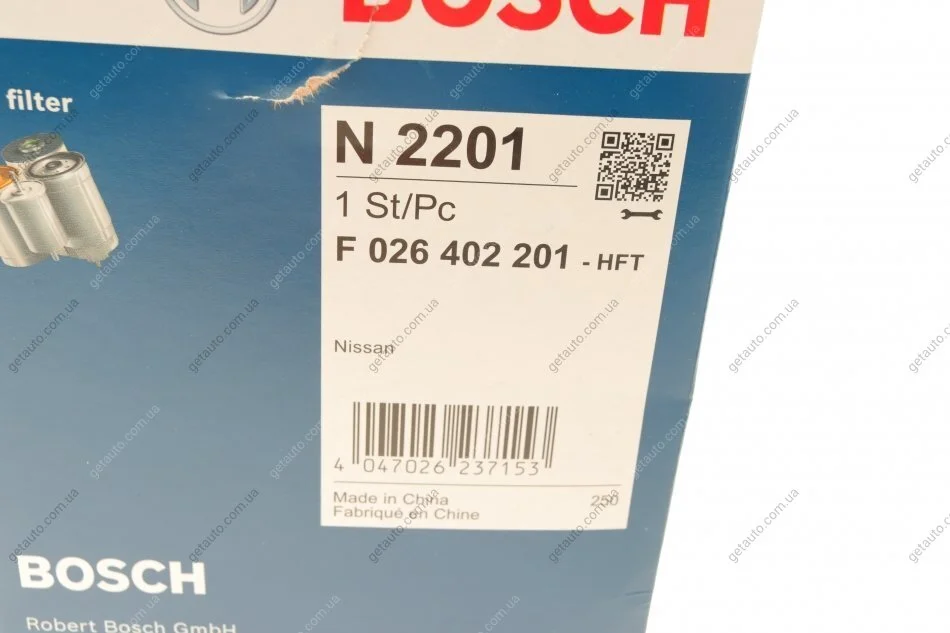 BOSCH
filter
N 2201
1 St/Pc
F 026 402 201 - HFT
Nissan
4 047026 237153
Made in China 250
Fabriqué en Chine
BOSCH
Robert Bosch GmbH
getauto.com.ua